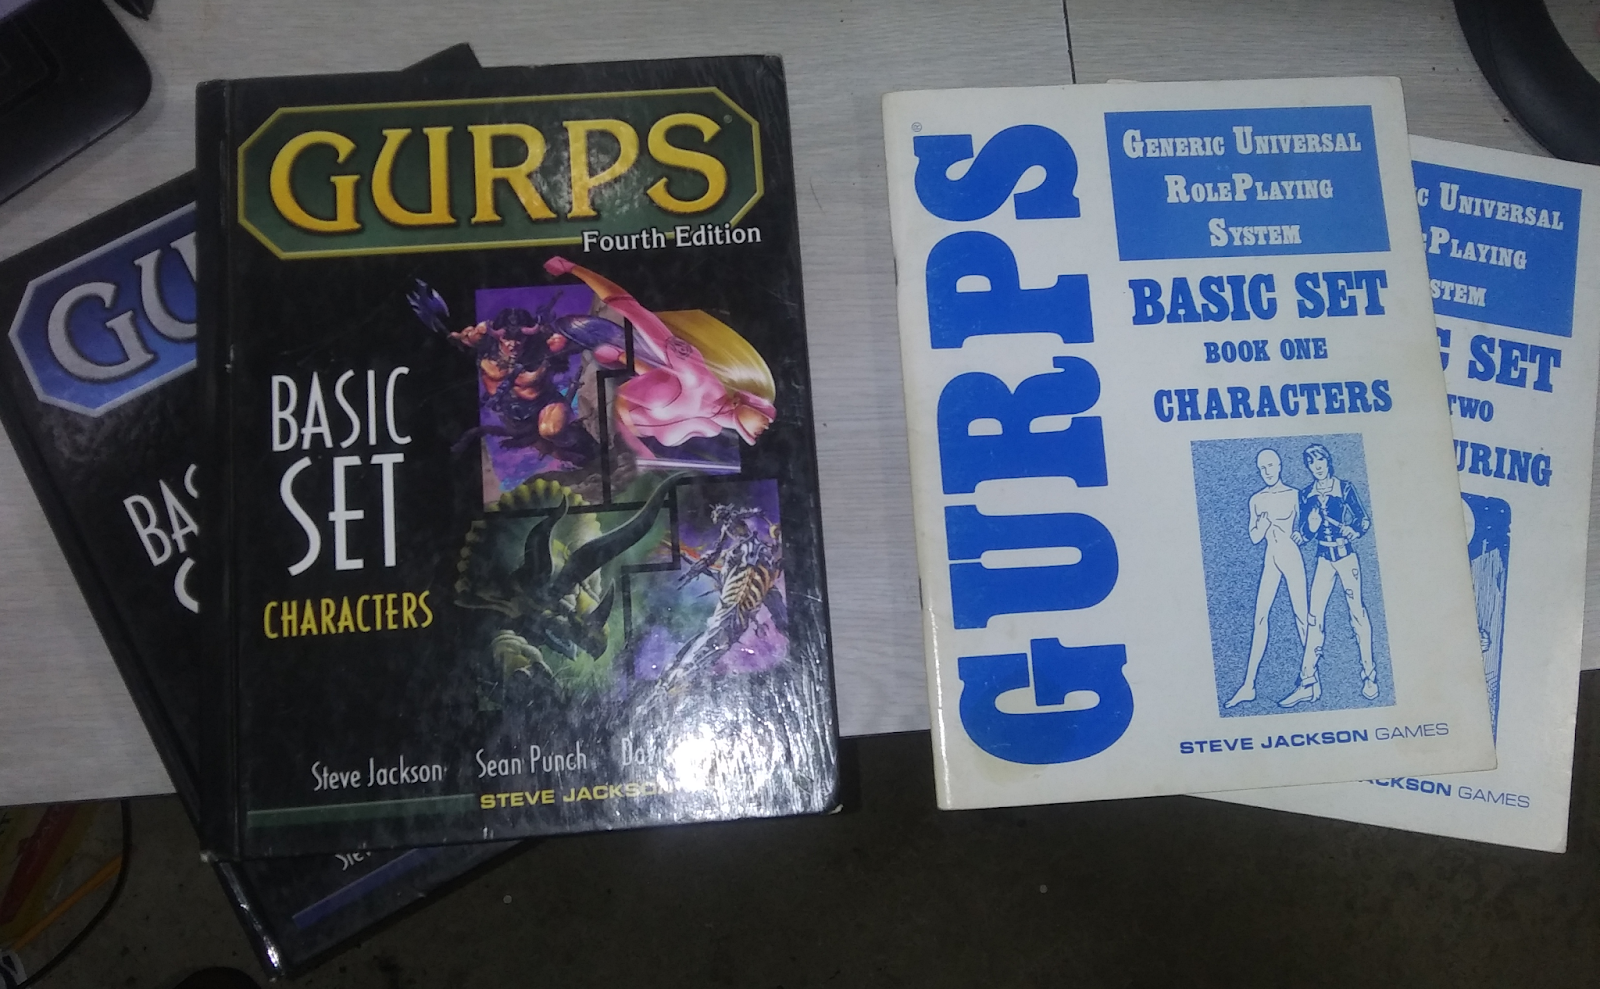 GURPS
Fourth Edition
BASIC
SET
CHARACTERS
Steve Jackson Sean Punch
STEVE JACKSON
GU
BAS
GURPS
®
GENERIC UNIVERSAL
ROLEPLAYING
SYSTEM
BASIC SET
BOOK ONE
CHARACTERS
STEVE JACKSON GAMES
C UNIVERSAL
PLAYING
STEM
C SET
TWO
URING
ACKSON GAMES